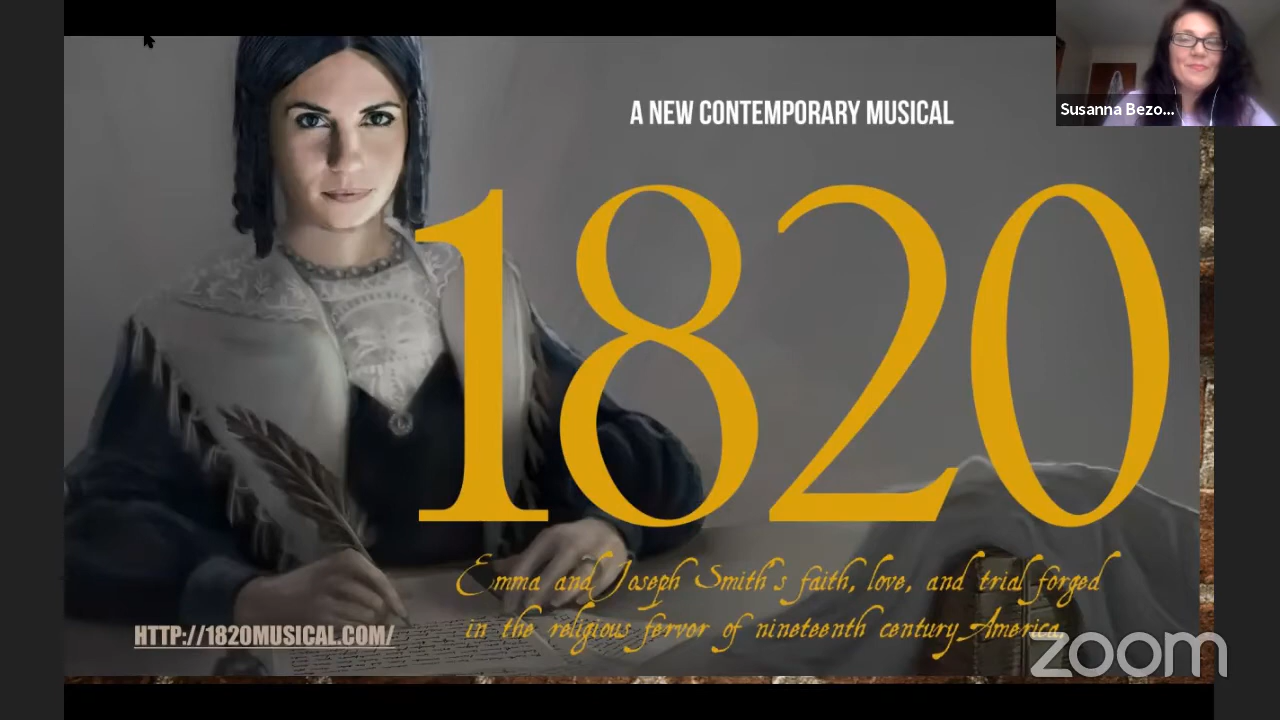 A NEW CONTEMPORARY MUSICAL
Susanna Bezo...
1820
Emma and Joseph Smith's faith, love, and trial forged
in the religious fervor of nineteenth century America.
HTTP://1820MUSICAL.COM/
zoom